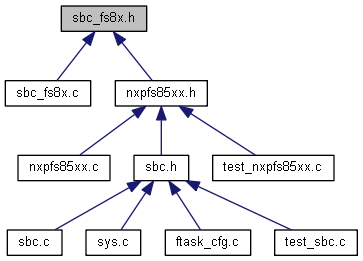 sbc_fs8x.h
sbc_fs8x.c
nxpfs85xx.h
nxpfs85xx.c
sbc.h
test_nxpfs85xx.c
sbc.c
sys.c
ftask_cfg.c
test_sbc.c